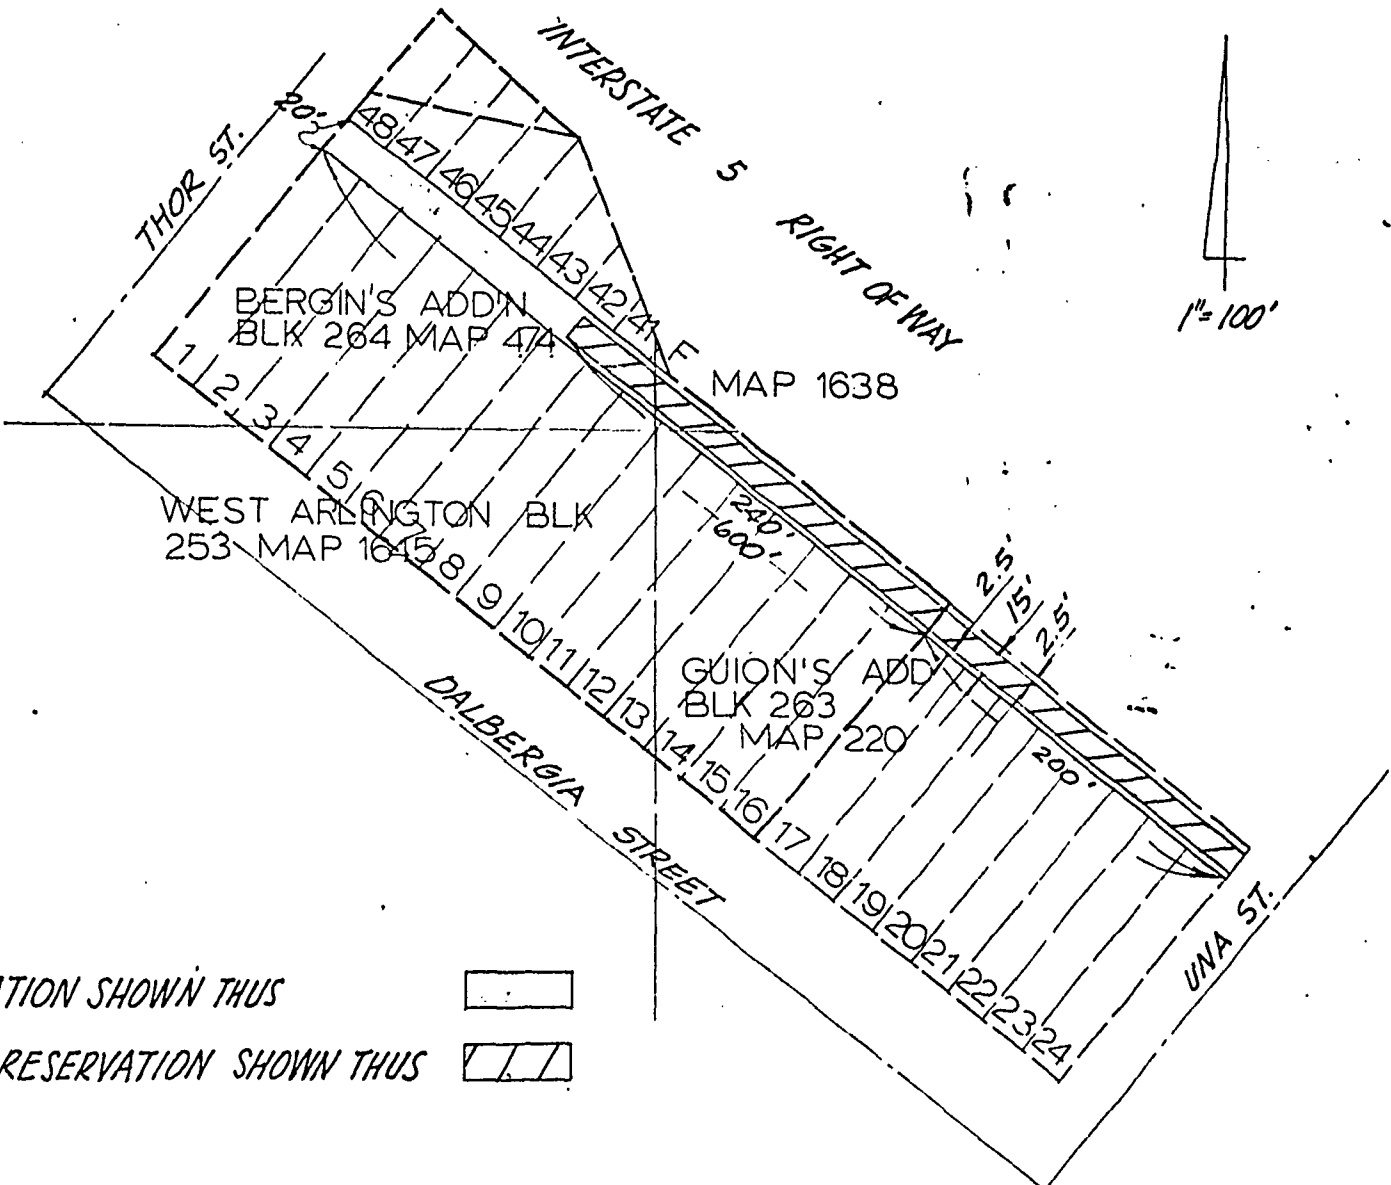 INTERSTATE 5 RIGHT OF WAY
1"=100'
THOR ST.
20'
48 47 46 45 44 43 42 41 F
BERGIN'S ADD'N
BLK 264 MAP 474
MAP 1638
WEST ARLINGTON BLK
253 MAP 1645
240'
600'
2.5'
15'
2.5'
GUION'S ADD
BLK 263
MAP 220
200'
1 2 3 4 5 6 7 8 9 10 11 12 13 14 15 16 17 18 19 20 21 22 23 24
DALBERGIA STREET
UNA ST.
ATION SHOWN THUS
RESERVATION SHOWN THUS